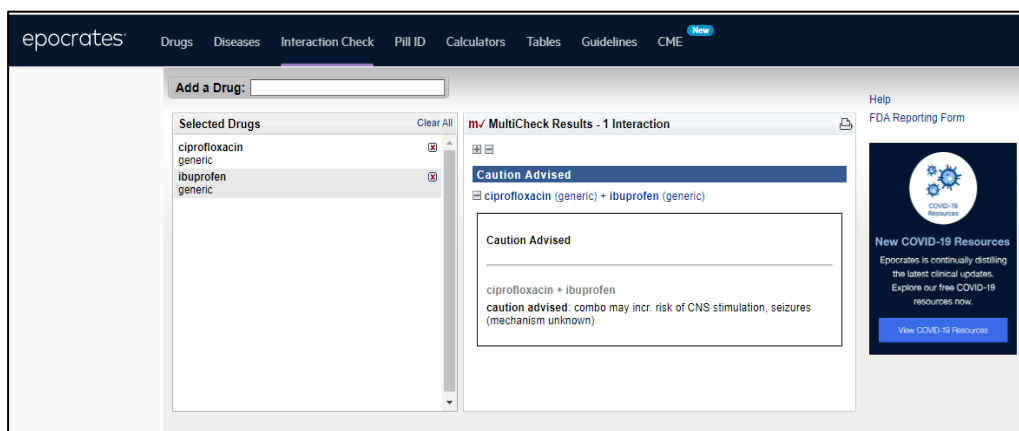 epocrates
Drugs Diseases Interaction Check Pill ID Calculators Tables Guidelines CME New
Add a Drug:
Selected Drugs Clear All
ciprofloxacin
generic
ibuprofen
generic
m✓ MultiCheck Results - 1 Interaction
Caution Advised
ciprofloxacin (generic) + ibuprofen (generic)
Caution Advised
ciprofloxacin + ibuprofen
caution advised: combo may incr. risk of CNS stimulation, seizures
(mechanism unknown)
Help
FDA Reporting Form
COVID-19
Resources
New COVID-19 Resources
Epocrates is continually distilling
the latest clinical updates.
Explore our free COVID-19
resources now.
View COVID-19 Resources